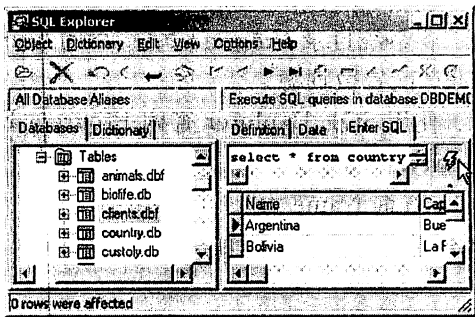 SQL Explorer
Object Dictionary Edit View Options Help
All Database Aliases
Execute SQL queries in database DBDEMO
Databases Dictionary
Definition Data Enter SQL
Tables
animals.dbf
biolife.db
clients.dbf
country.db
custoly.db
select * from country
Name Cap
Argentina Bue
Bolivia La F
0 rows were affected